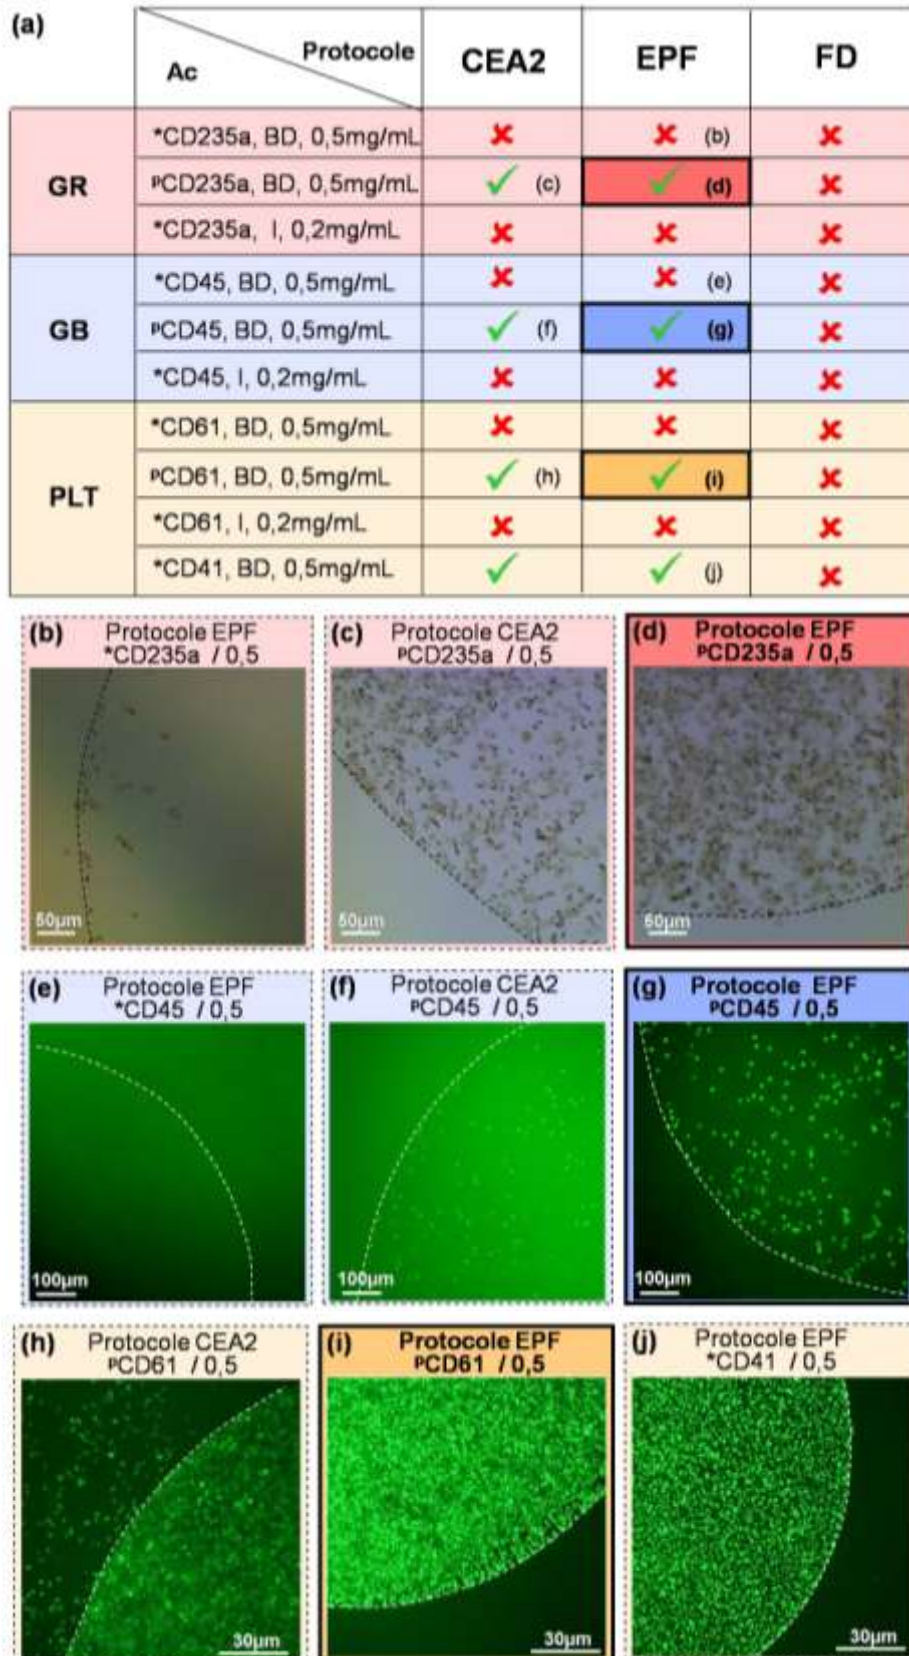 (a)
Protocole
Ac
CEA2 EPF FD
GR
*CD235a, BD, 0,5mg/mL ✘ ✘ (b) ✘
ᵖCD235a, BD, 0,5mg/mL ✓ (c) ✓ (d) ✘
*CD235a, I, 0,2mg/mL ✘ ✘ ✘
GB
*CD45, BD, 0,5mg/mL ✘ ✘ (e) ✘
ᵖCD45, BD, 0,5mg/mL ✓ (f) ✓ (g) ✘
*CD45, I, 0,2mg/mL ✘ ✘ ✘
PLT
*CD61, BD, 0,5mg/mL ✘ ✘ ✘
ᵖCD61, BD, 0,5mg/mL ✓ (h) ✓ (i) ✘
*CD61, I, 0,2mg/mL ✘ ✘ ✘
*CD41, BD, 0,5mg/mL ✓ ✓ (j) ✘
(b) Protocole EPF
*CD235a / 0,5
50µm
(c) Protocole CEA2
ᵖCD235a / 0,5
50µm
(d) Protocole EPF
ᵖCD235a / 0,5
50µm
(e) Protocole EPF
*CD45 / 0,5
100µm
(f) Protocole CEA2
ᵖCD45 / 0,5
100µm
(g) Protocole EPF
ᵖCD45 / 0,5
100µm
(h) Protocole CEA2
ᵖCD61 / 0,5
30µm
(i) Protocole EPF
ᵖCD61 / 0,5
30µm
(j) Protocole EPF
*CD41 / 0,5
30µm